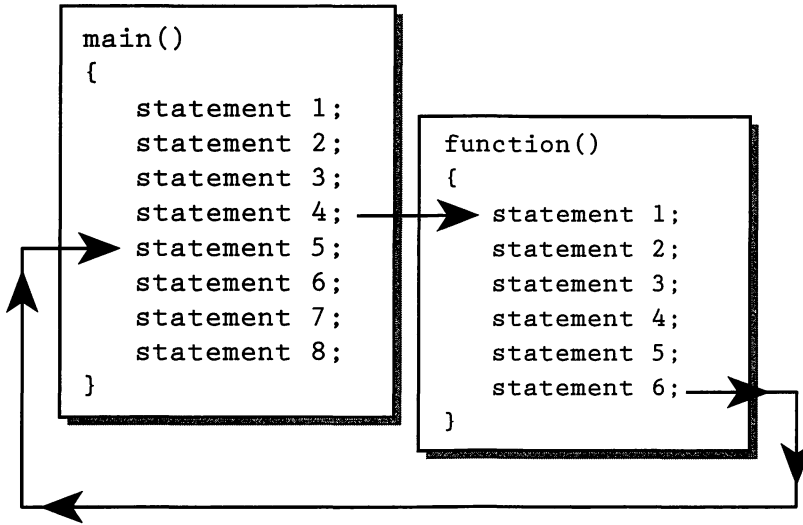 main()
{
statement 1;
statement 2;
statement 3;
statement 4;
statement 5;
statement 6;
statement 7;
statement 8;
}
function()
{
statement 1;
statement 2;
statement 3;
statement 4;
statement 5;
statement 6;
}